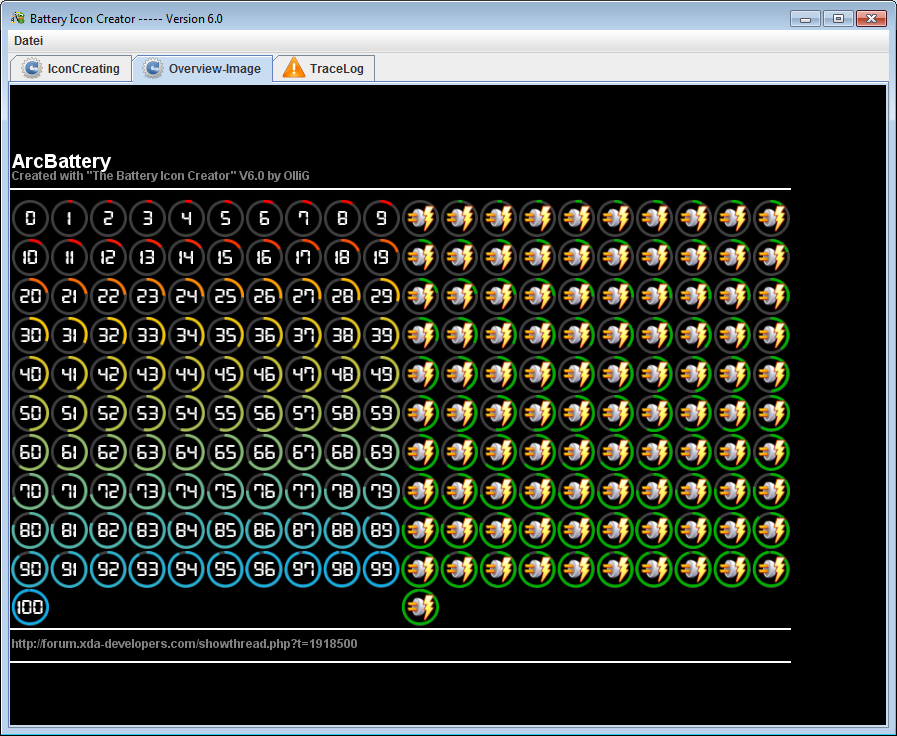 Battery Icon Creator ----- Version 6.0
Datei
IconCreating Overview-Image TraceLog
ArcBattery
Created with "The Battery Icon Creator" V6.0 by OlliG
0 1 2 3 4 5 6 7 8 9
10 11 12 13 14 15 16 17 18 19
20 21 22 23 24 25 26 27 28 29
30 31 32 33 34 35 36 37 38 39
40 41 42 43 44 45 46 47 48 49
50 51 52 53 54 55 56 57 58 59
60 61 62 63 64 65 66 67 68 69
70 71 72 73 74 75 76 77 78 79
80 81 82 83 84 85 86 87 88 89
90 91 92 93 94 95 96 97 98 99
100
http://forum.xda-developers.com/showthread.php?t=1918500